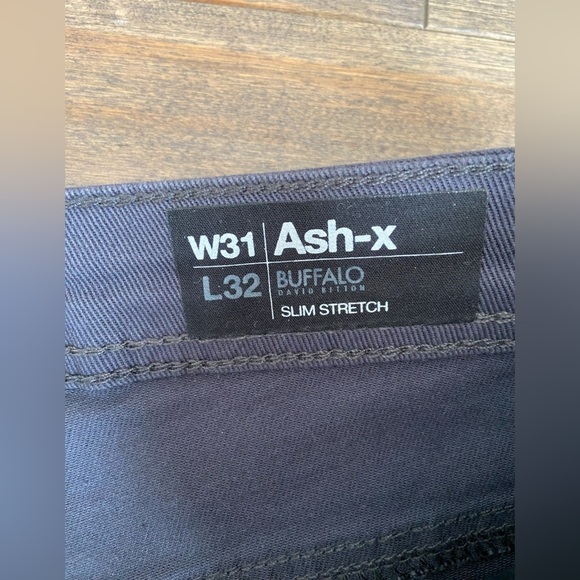 W31 Ash-x
L32 BUFFALO
DAVID BITTON
SLIM STRETCH